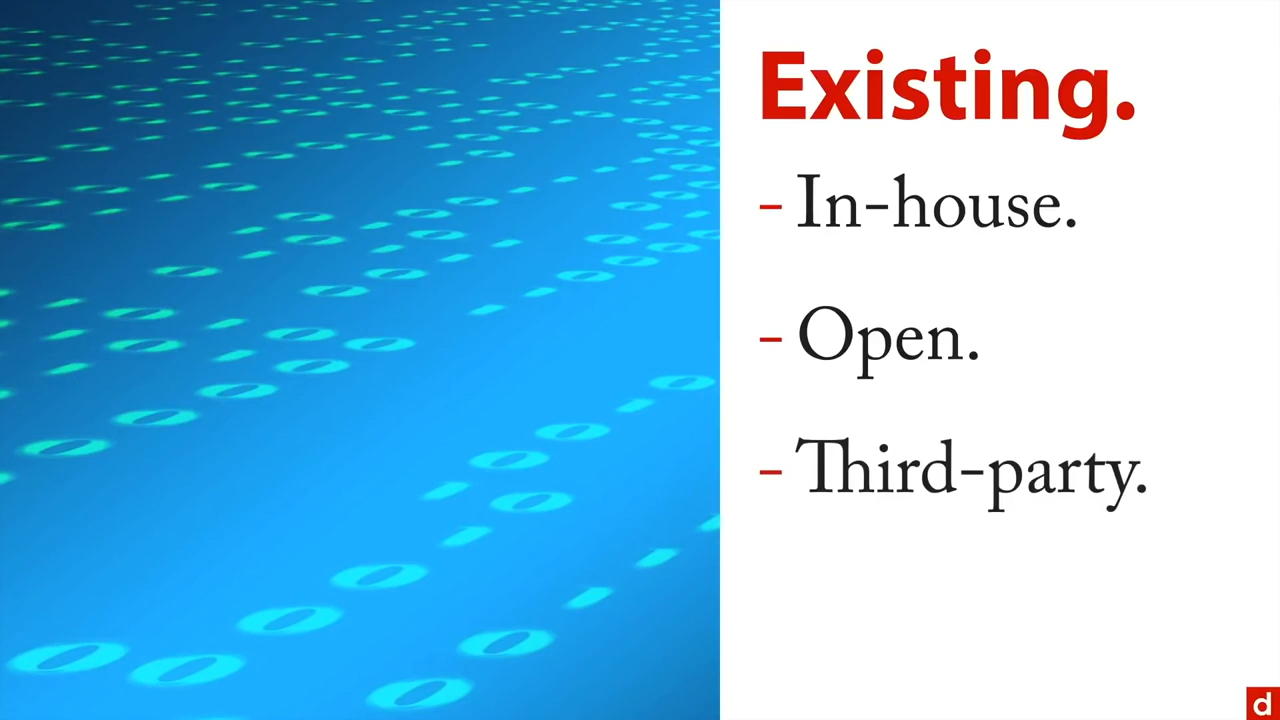 Existing.
- In-house.
- Open.
- Third-party.
d